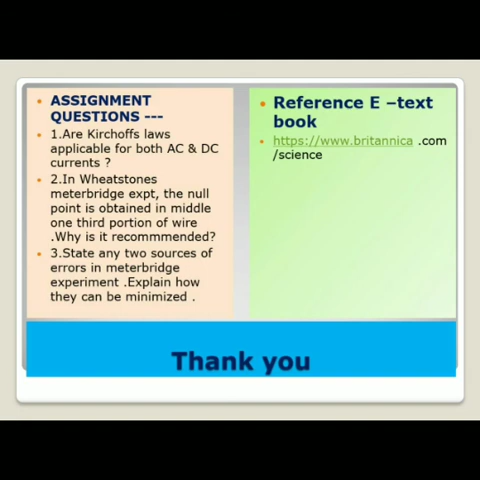 ASSIGNMENT
QUESTIONS ---
1.Are Kirchoffs laws
applicable for both AC & DC
currents ?
2.In Wheatstones
meterbridge expt, the null
point is obtained in middle
one third portion of wire
.Why is it recommmended?
3.State any two sources of
errors in meterbridge
experiment .Explain how
they can be minimized .
Reference E –text
book
https://www.britannica .com
/science
Thank you